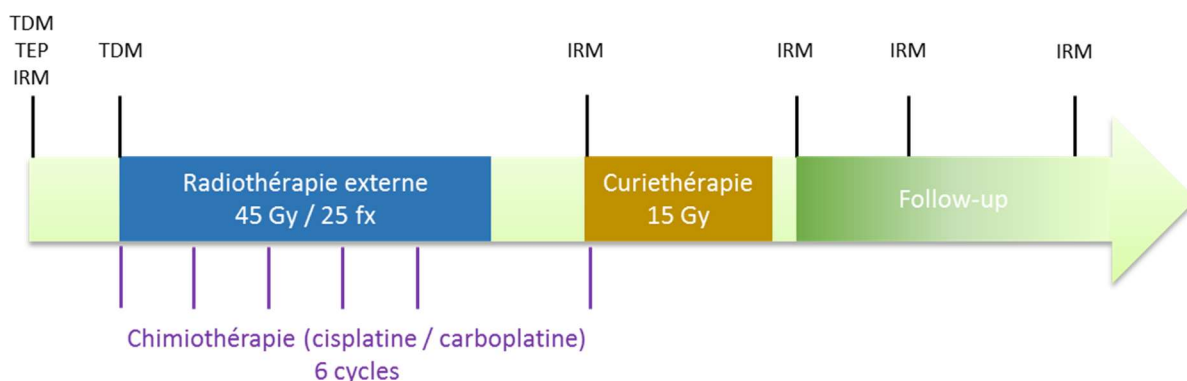 TDM
TEP
IRM
TDM
IRM
IRM
IRM
IRM
Radiothérapie externe
45 Gy / 25 fx
Curiethérapie
15 Gy
Follow-up
Chimiothérapie (cisplatine / carboplatine)
6 cycles